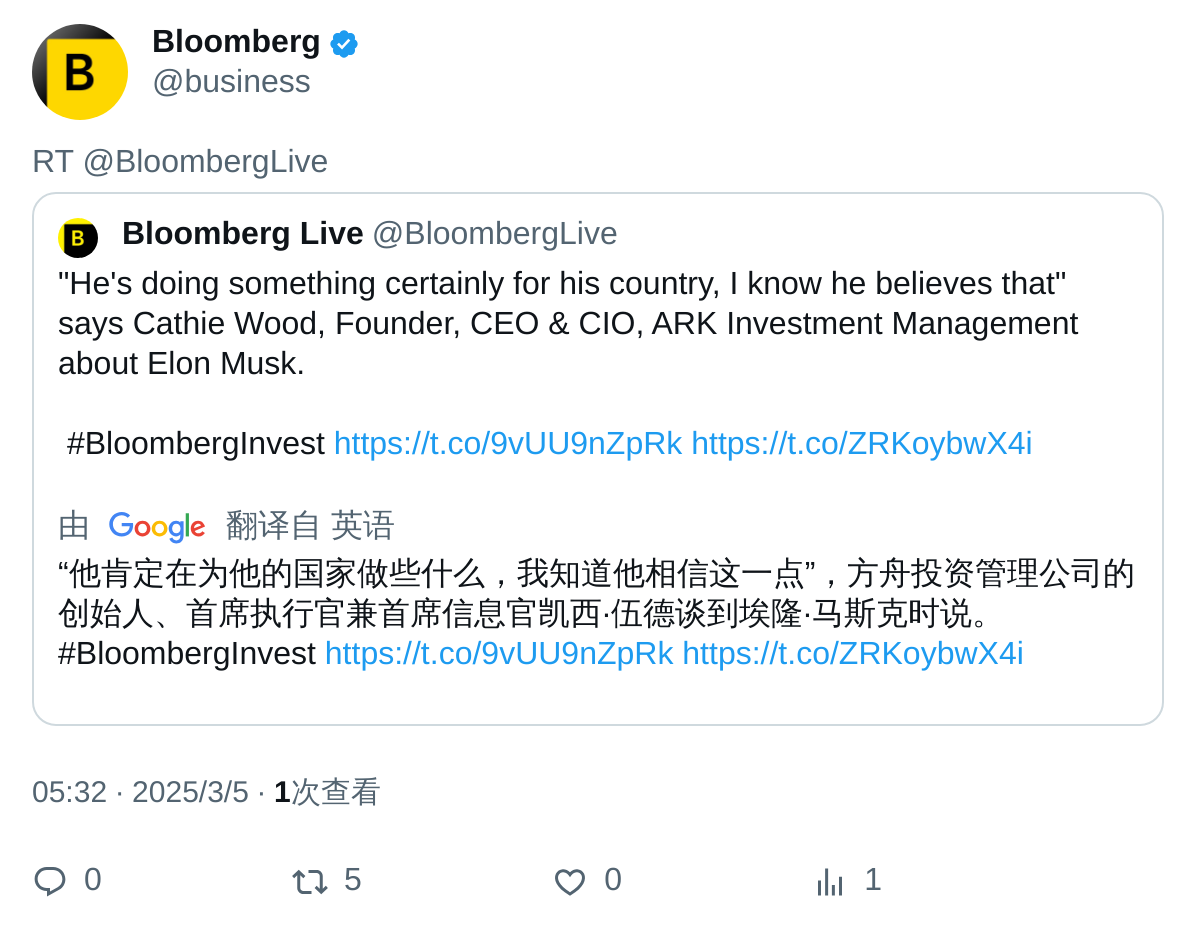 B
Bloomberg
@business
RT @BloombergLive
B
Bloomberg Live @BloombergLive
"He's doing something certainly for his country, I know he believes that"
says Cathie Wood, Founder, CEO & CIO, ARK Investment Management
about Elon Musk.
#BloombergInvest https://t.co/9vUU9nZpRk https://t.co/ZRKoybwX4i
由 Google 翻译自 英语
“他肯定在为他的国家做些什么，我知道他相信这一点”，方舟投资管理公司的
创始人、首席执行官兼首席信息官凯西·伍德谈到埃隆·马斯克时说。
#BloombergInvest https://t.co/9vUU9nZpRk https://t.co/ZRKoybwX4i
05:32 · 2025/3/5 · 1次查看
0 5 0 1